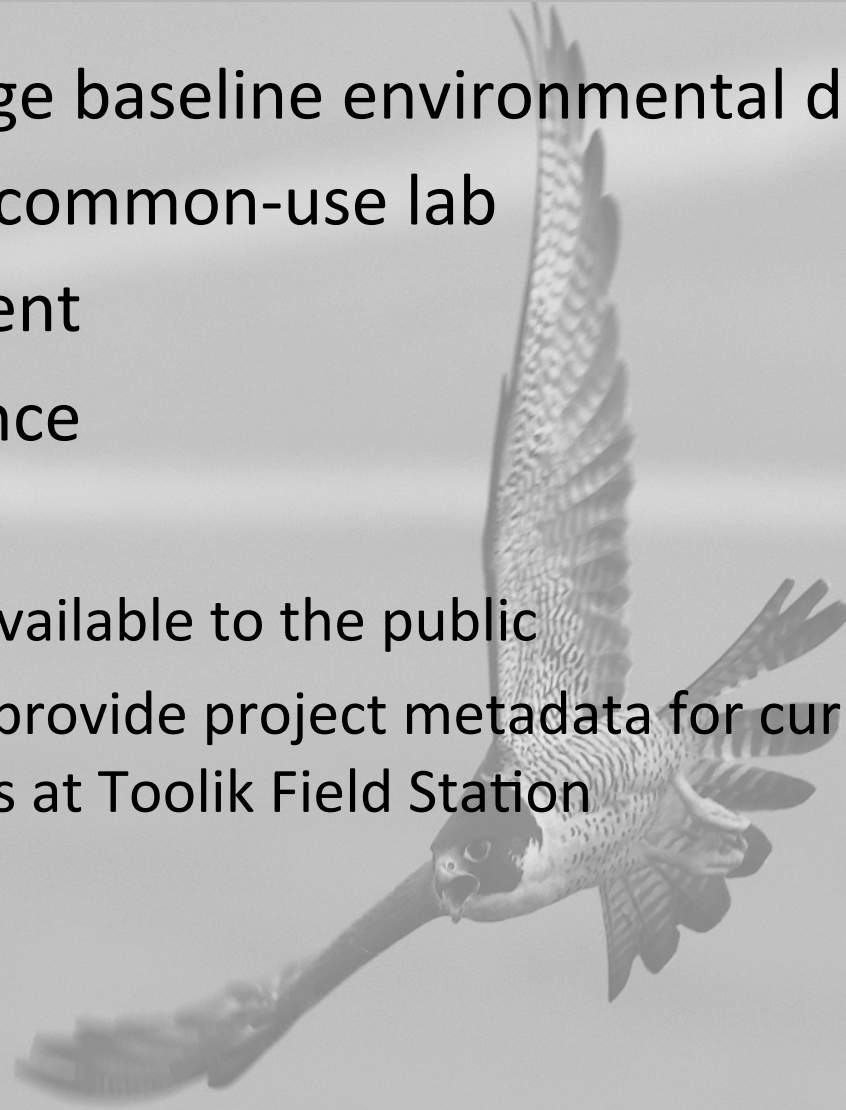 ge baseline environmental d
common-use lab
ent
nce
vailable to the public
provide project metadata for cur
s at Toolik Field Station